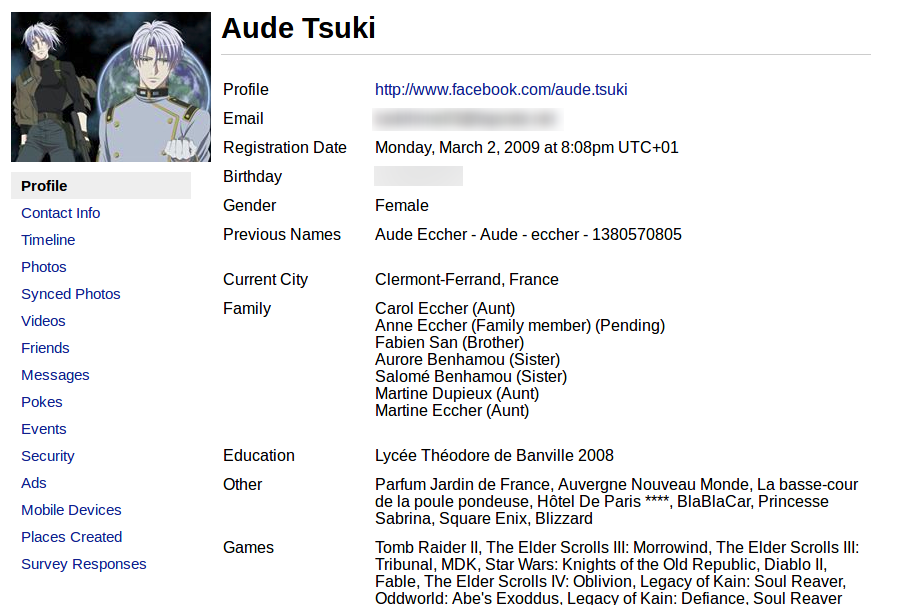 Aude Tsuki
Profile http://www.facebook.com/aude.tsuki
Email
Registration Date Monday, March 2, 2009 at 8:08pm UTC+01
Birthday
Gender Female
Previous Names Aude Eccher - Aude - eccher - 1380570805
Current City Clermont-Ferrand, France
Family Carol Eccher (Aunt)
Anne Eccher (Family member) (Pending)
Fabien San (Brother)
Aurore Benhamou (Sister)
Salomé Benhamou (Sister)
Martine Dupieux (Aunt)
Martine Eccher (Aunt)
Education Lycée Théodore de Banville 2008
Other Parfum Jardin de France, Auvergne Nouveau Monde, La basse-cour
de la poule pondeuse, Hôtel De Paris ****, BlaBlaCar, Princesse
Sabrina, Square Enix, Blizzard
Games Tomb Raider II, The Elder Scrolls III: Morrowind, The Elder Scrolls III:
Tribunal, MDK, Star Wars: Knights of the Old Republic, Diablo II,
Fable, The Elder Scrolls IV: Oblivion, Legacy of Kain: Soul Reaver,
Oddworld: Abe's Exoddus, Legacy of Kain: Defiance, Soul Reaver
Profile
Contact Info
Timeline
Photos
Synced Photos
Videos
Friends
Messages
Pokes
Events
Security
Ads
Mobile Devices
Places Created
Survey Responses